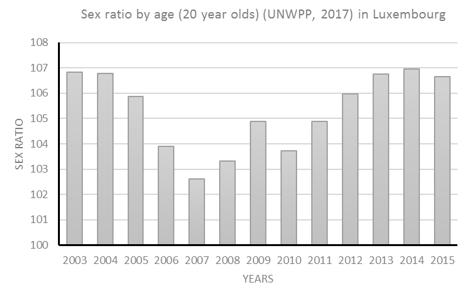 Sex ratio by age (20 year olds) (UNWPP, 2017) in Luxembourg
108
107
106
105
104
103
102
101
100
SEX RATIO
2003 2004 2005 2006 2007 2008 2009 2010 2011 2012 2013 2014 2015
YEARS